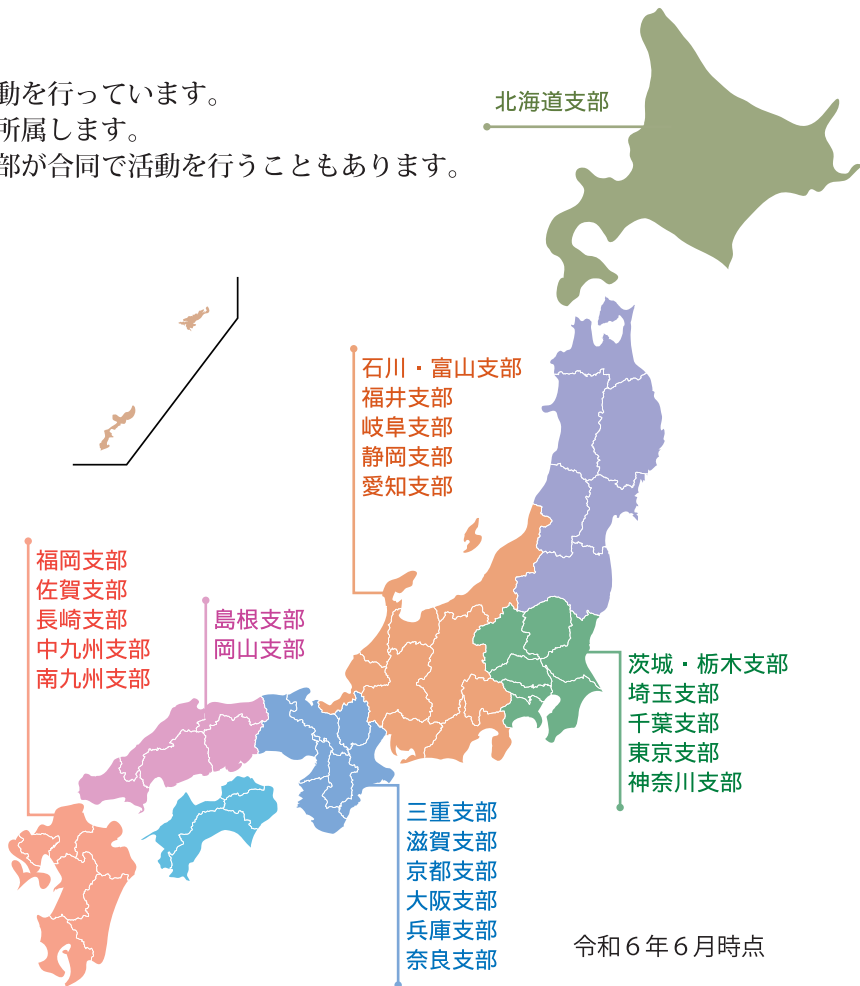 動を行っています。
所属します。
部が合同で活動を行うこともあります。
北海道支部
石川・富山支部
福井支部
岐阜支部
静岡支部
愛知支部
福岡支部
佐賀支部
長崎支部
中九州支部
南九州支部
島根支部
岡山支部
茨城・栃木支部
埼玉支部
千葉支部
東京支部
神奈川支部
三重支部
滋賀支部
京都支部
大阪支部
兵庫支部
奈良支部
令和６年６月時点